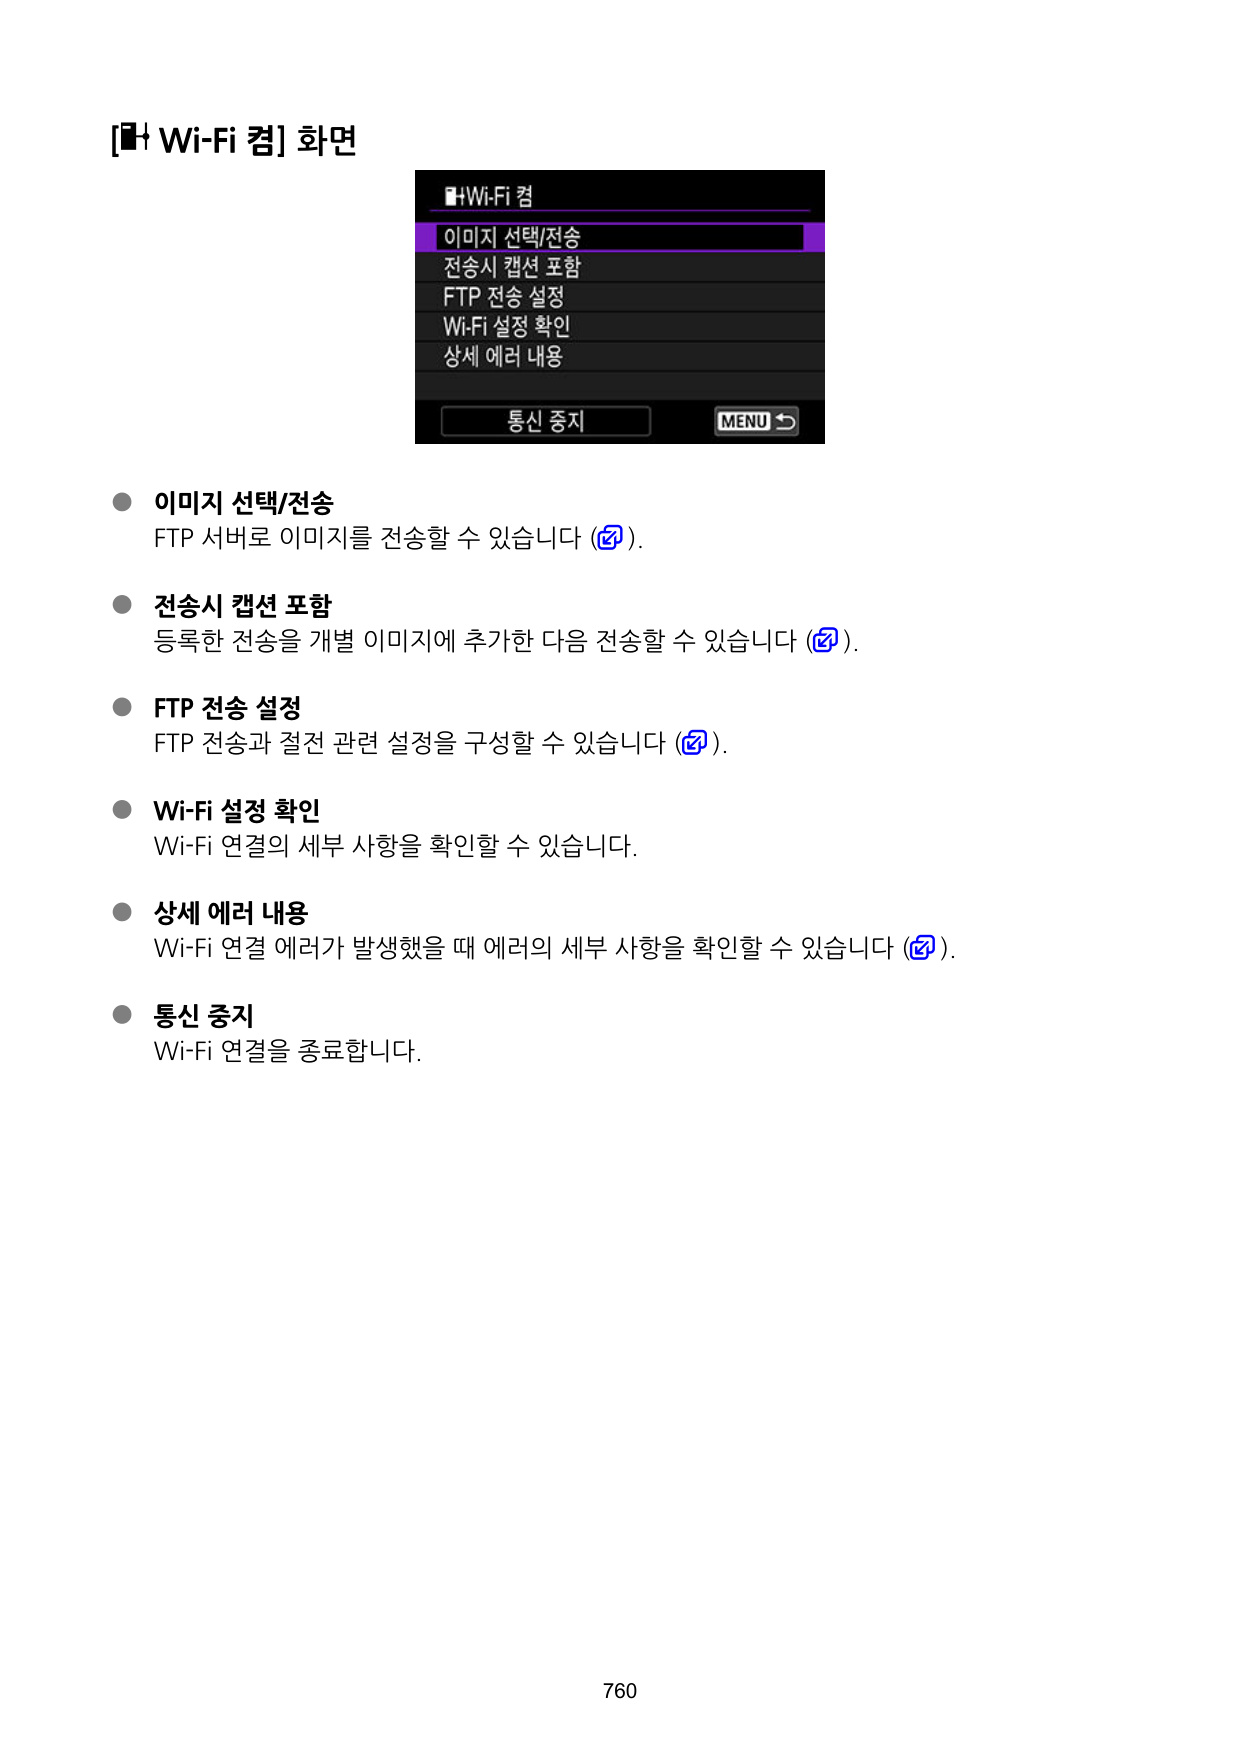 [Wi-Fi 켬] 화면
Wi-Fi 켬
이미지 선택/전송
전송시 캡션 포함
FTP 전송 설정
Wi-Fi 설정 확인
상세 에러 내용
통신 중지 MENU
● 이미지 선택/전송
FTP 서버로 이미지를 전송할 수 있습니다 ( ).
● 전송시 캡션 포함
등록한 전송을 개별 이미지에 추가한 다음 전송할 수 있습니다 ( ).
● FTP 전송 설정
FTP 전송과 절전 관련 설정을 구성할 수 있습니다 ( ).
● Wi-Fi 설정 확인
Wi-Fi 연결의 세부 사항을 확인할 수 있습니다.
● 상세 에러 내용
Wi-Fi 연결 에러가 발생했을 때 에러의 세부 사항을 확인할 수 있습니다 ( ).
● 통신 중지
Wi-Fi 연결을 종료합니다.
760